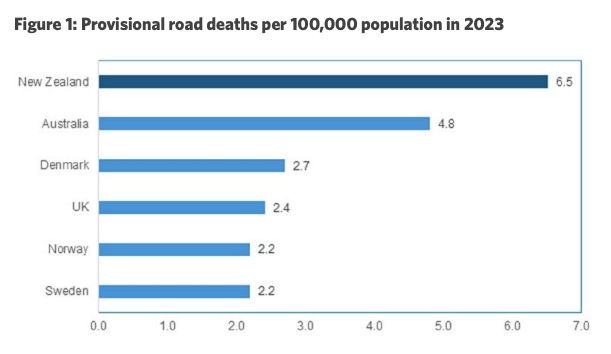 Figure 1: Provisional road deaths per 100,000 population in 2023
New Zealand 6.5
Australia 4.8
Denmark 2.7
UK 2.4
Norway 2.2
Sweden 2.2
0.0 1.0 2.0 3.0 4.0 5.0 6.0 7.0